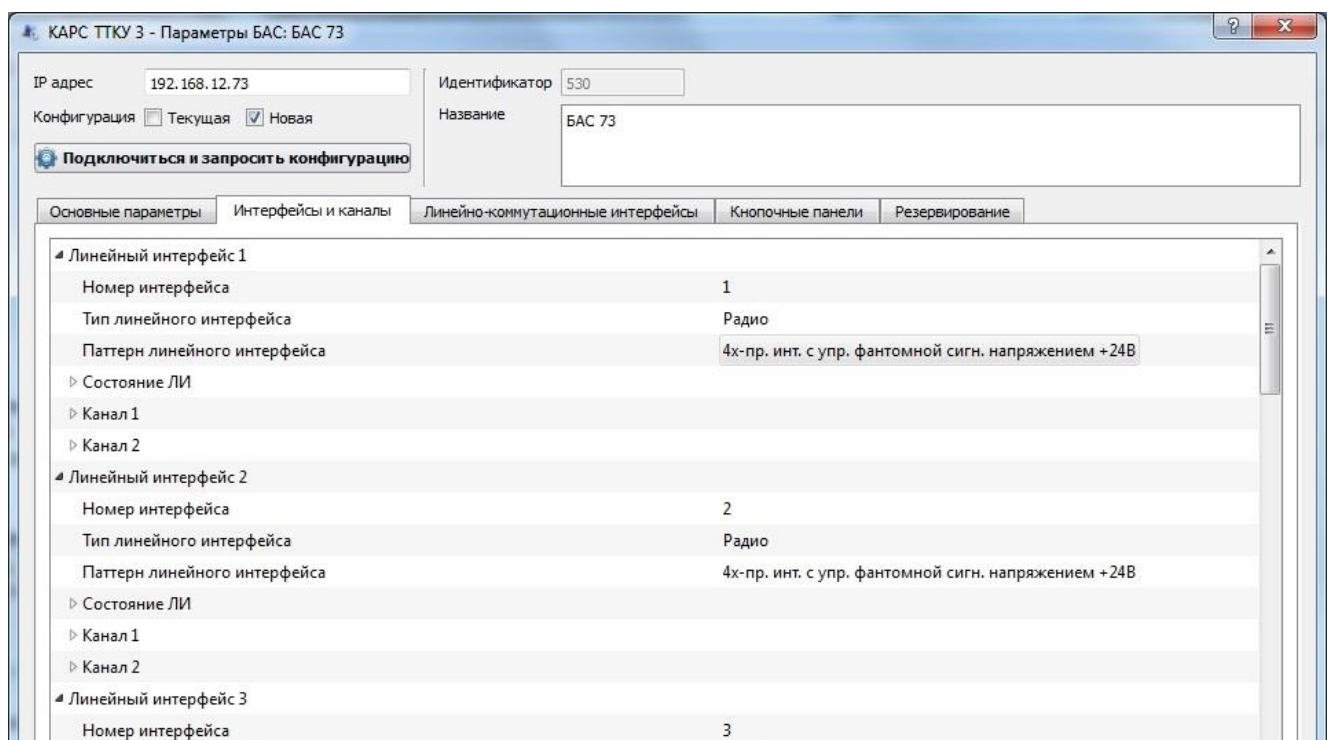 КАРС ТТКУ 3 - Параметры БАС: БАС 73
IP адрес 192.168.12.73 Идентификатор 530
Конфигурация Текущая Новая Название БАС 73
Подключиться и запросить конфигурацию
Основные параметры Интерфейсы и каналы Линейно-коммутационные интерфейсы Кнопочные панели Резервирование
Линейный интерфейс 1
Номер интерфейса 1
Тип линейного интерфейса Радио
Паттерн линейного интерфейса 4х-пр. инт. с упр. фантомной сигн. напряжением +24В
Состояние ЛИ
Канал 1
Канал 2
Линейный интерфейс 2
Номер интерфейса 2
Тип линейного интерфейса Радио
Паттерн линейного интерфейса 4х-пр. инт. с упр. фантомной сигн. напряжением +24В
Состояние ЛИ
Канал 1
Канал 2
Линейный интерфейс 3
Номер интерфейса 3